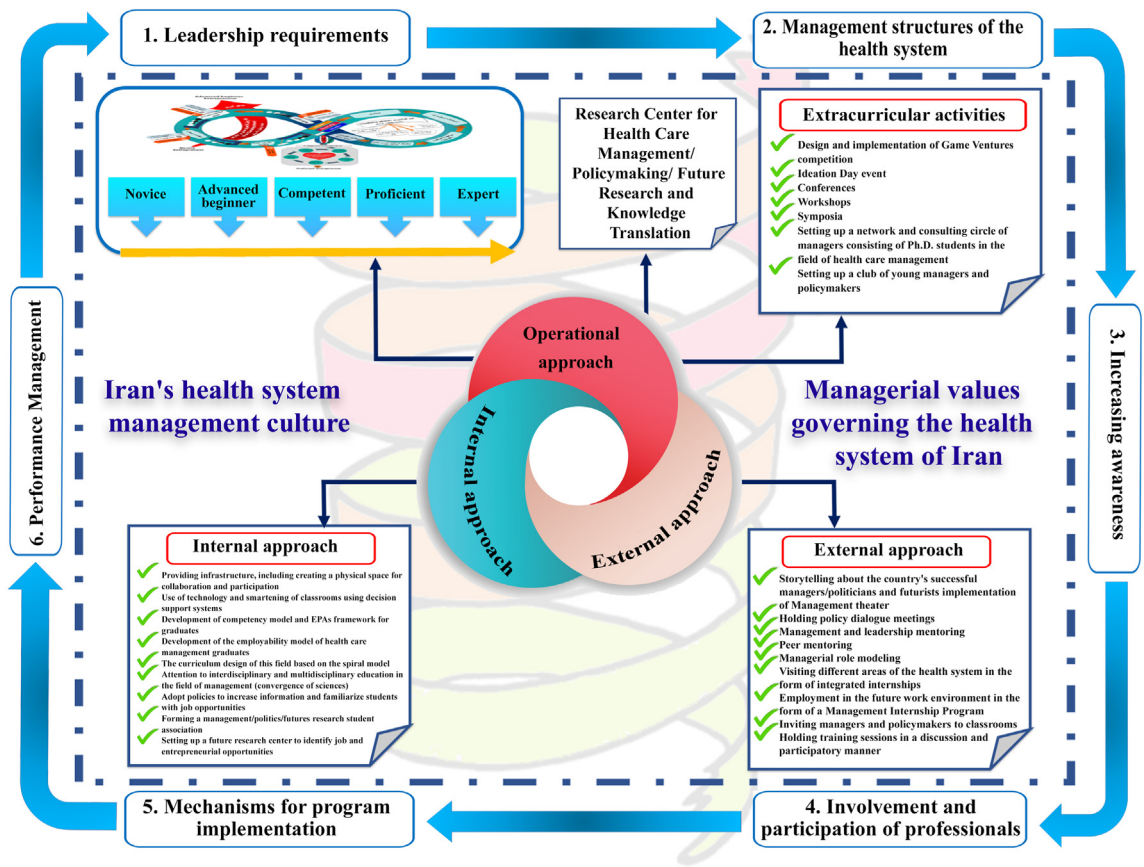 1. Leadership requirements
2. Management structures of the
health system
Novice
Advanced
beginner
Competent
Proficient
Expert
Research Center for
Health Care
Management/
Policymaking/ Future
Research and
Knowledge
Translation
Extracurricular activities
Design and implementation of Game Ventures
competition
Ideation Day event
Conferences
Workshops
Symposia
Setting up a network and consulting circle of
managers consisting of Ph.D. students in the
field of health care management
Setting up a club of young managers and
policymakers
Operational
approach
Internal approach
External approach
Iran's health system
management culture
Managerial values
governing the health
system of Iran
3. Increasing awareness
6. Performance Management
Internal approach
Providing infrastructure, including creating a physical space for
collaboration and participation
Use of technology and smartening of classrooms using decision
support systems
Development of competency model and EPAs framework for
graduates
Development of the employability model of health care
management graduates
The curriculum design of this field based on the spiral model
Attention to interdisciplinary and multidisciplinary education in
the field of management (convergence of sciences)
Adopt policies to increase information and familiarize students
with job opportunities
Forming a management/politics/futures research student
association
Setting up a future research center to identify job and
entrepreneurial opportunities
External approach
Storytelling about the country's successful
managers/politicians and futurists implementation
of Management theater
Holding policy dialogue meetings
Management and leadership mentoring
Peer mentoring
Managerial role modeling
Visiting different areas of the health system in the
form of integrated internships
Employment in the future work environment in the
form of a Management Internship Program
Inviting managers and policymakers to classrooms
Holding training sessions in a discussion and
participatory manner
5. Mechanisms for program
implementation
4. Involvement and
participation of professionals